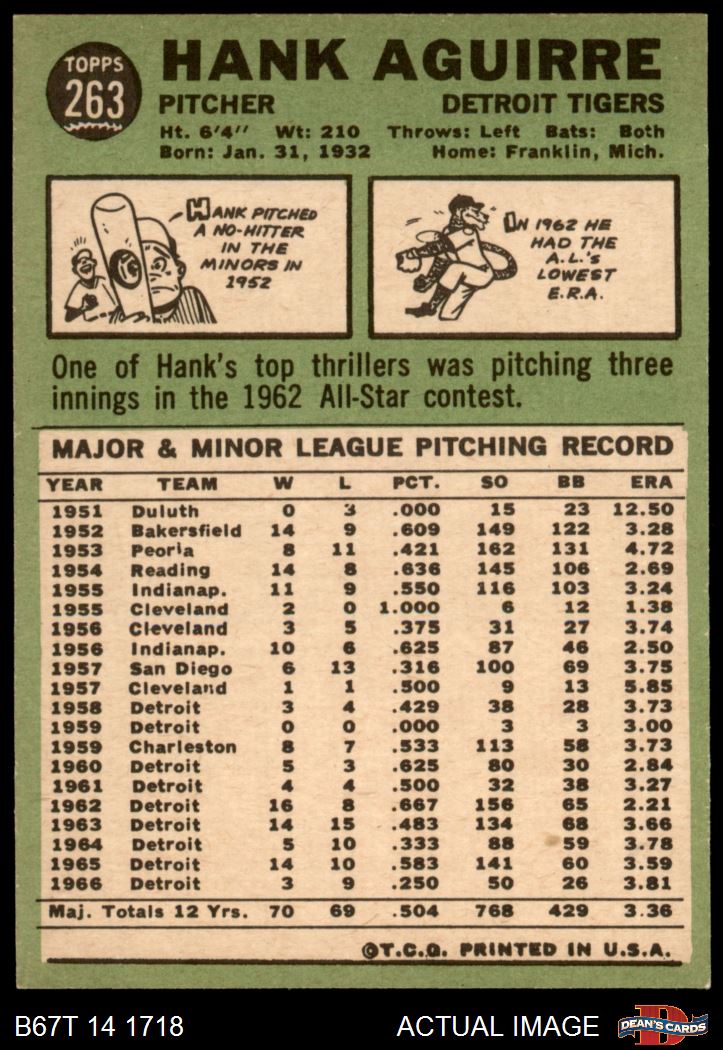 TOPPS
263
HANK AGUIRRE
PITCHER DETROIT TIGERS
Ht. 6'4" Wt: 210 Throws: Left Bats: Both
Born: Jan. 31, 1932 Home: Franklin, Mich.
HANK PITCHED
A NO-HITTER
IN THE
MINORS IN
1952
IN 1962 HE
HAD THE
A.L.'S
LOWEST
E.R.A.
One of Hank's top thrillers was pitching three
innings in the 1962 All-Star contest.
MAJOR & MINOR LEAGUE PITCHING RECORD
YEAR TEAM W L PCT. SO BB ERA
1951 Duluth 0 3 .000 15 23 12.50
1952 Bakersfield 14 9 .609 149 122 3.28
1953 Peoria 8 11 .421 162 131 4.72
1954 Reading 14 8 .636 145 106 2.69
1955 Indianap. 11 9 .550 116 103 3.24
1955 Cleveland 2 0 1.000 6 12 1.38
1956 Cleveland 3 5 .375 31 27 3.74
1956 Indianap. 10 6 .625 87 46 2.50
1957 San Diego 6 13 .316 100 69 3.75
1957 Cleveland 1 1 .500 9 13 5.85
1958 Detroit 3 4 .429 38 28 3.73
1959 Detroit 0 0 .000 3 3 3.00
1959 Charleston 8 7 .533 113 58 3.73
1960 Detroit 5 3 .625 80 30 2.84
1961 Detroit 4 4 .500 32 38 3.27
1962 Detroit 16 8 .667 156 65 2.21
1963 Detroit 14 15 .483 134 68 3.66
1964 Detroit 5 10 .333 88 59 3.78
1965 Detroit 14 10 .583 141 60 3.59
1966 Detroit 3 9 .250 50 26 3.81
Maj. Totals 12 Yrs. 70 69 .504 768 429 3.36
©T.C.G. PRINTED IN U.S.A.
B67T 14 1718 ACTUAL IMAGE DEAN'S CARDS